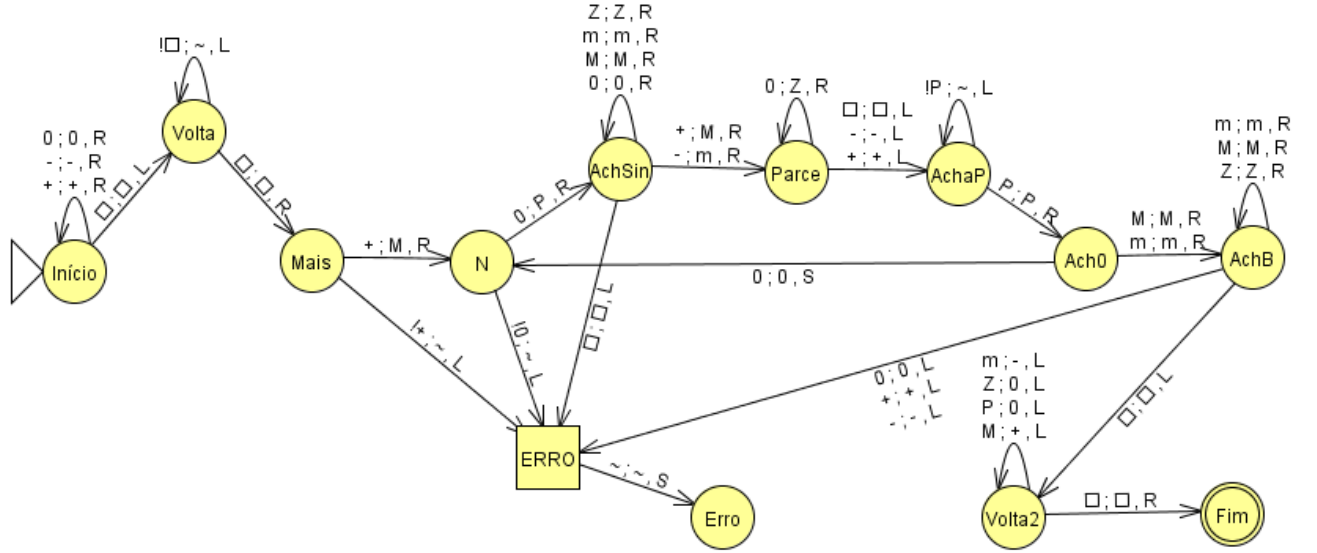 Z ; Z , R
m ; m , R
M ; M , R
0 ; 0 , R
!□ ; ~ , L
0 ; 0 , R
- ; - , R
+ ; + , R
□ ; □ , L
Volta
□ ; □ , R
0 ; Z , R
!P ; ~ , L
□ ; □ , L
- ; - , L
+ ; + , L
+ ; M , R
- ; m , R
m ; m , R
M ; M , R
Z ; Z , R
AchSin
Parce
AchaP
0 ; P , R
P ; P , R
Início
Mais
+ ; M , R
N
0 ; 0 , S
Ach0
M ; M , R
m ; m , R
AchB
!+ ; ~ , L
!0 ; ~ , L
□ ; □ , L
0 ; 0 , L
+ ; + , L
- ; - , L
m ; - , L
Z ; 0 , L
P ; 0 , L
M ; + , L
□ ; □ , L
ERRO
~ ; ~ , S
Erro
Volta2
□ ; □ , R
Fim